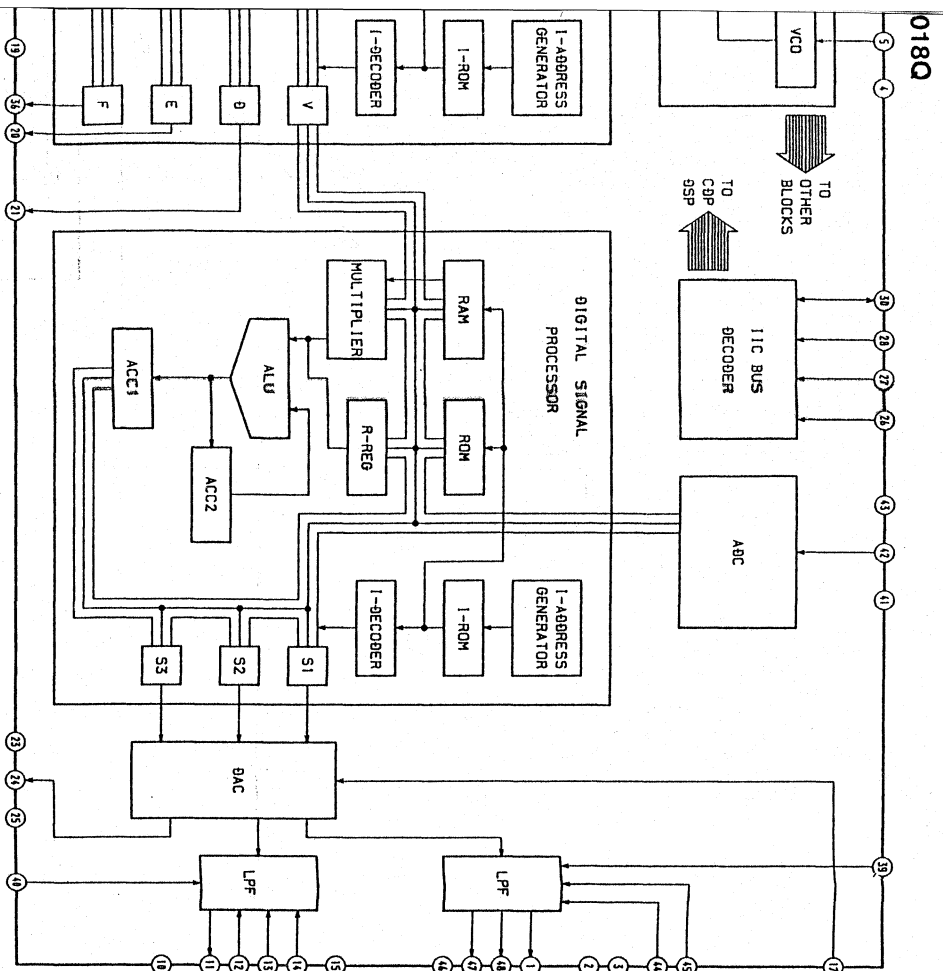 018Q
VCO
TO
OTHER
BLOCKS
TO
CDP
DSP
IIC BUS
DECODER
ADC
I-ADDRESS
GENERATOR
I-ROM
I-DECODER
V
D
E
F
DIGITAL SIGNAL
PROCESSOR
RAM
ROM
MULTIPLIER
R-REG
ALU
ACC1
ACC2
I-ADDRESS
GENERATOR
I-ROM
I-DECODER
S1
S2
S3
DAC
LPF
LPF
5
4
30
28
27
26
43
42
41
39
19
36
20
21
23
24
25
40
10
11
12
13
14
15
46
47
48
1
2
3
44
45
17